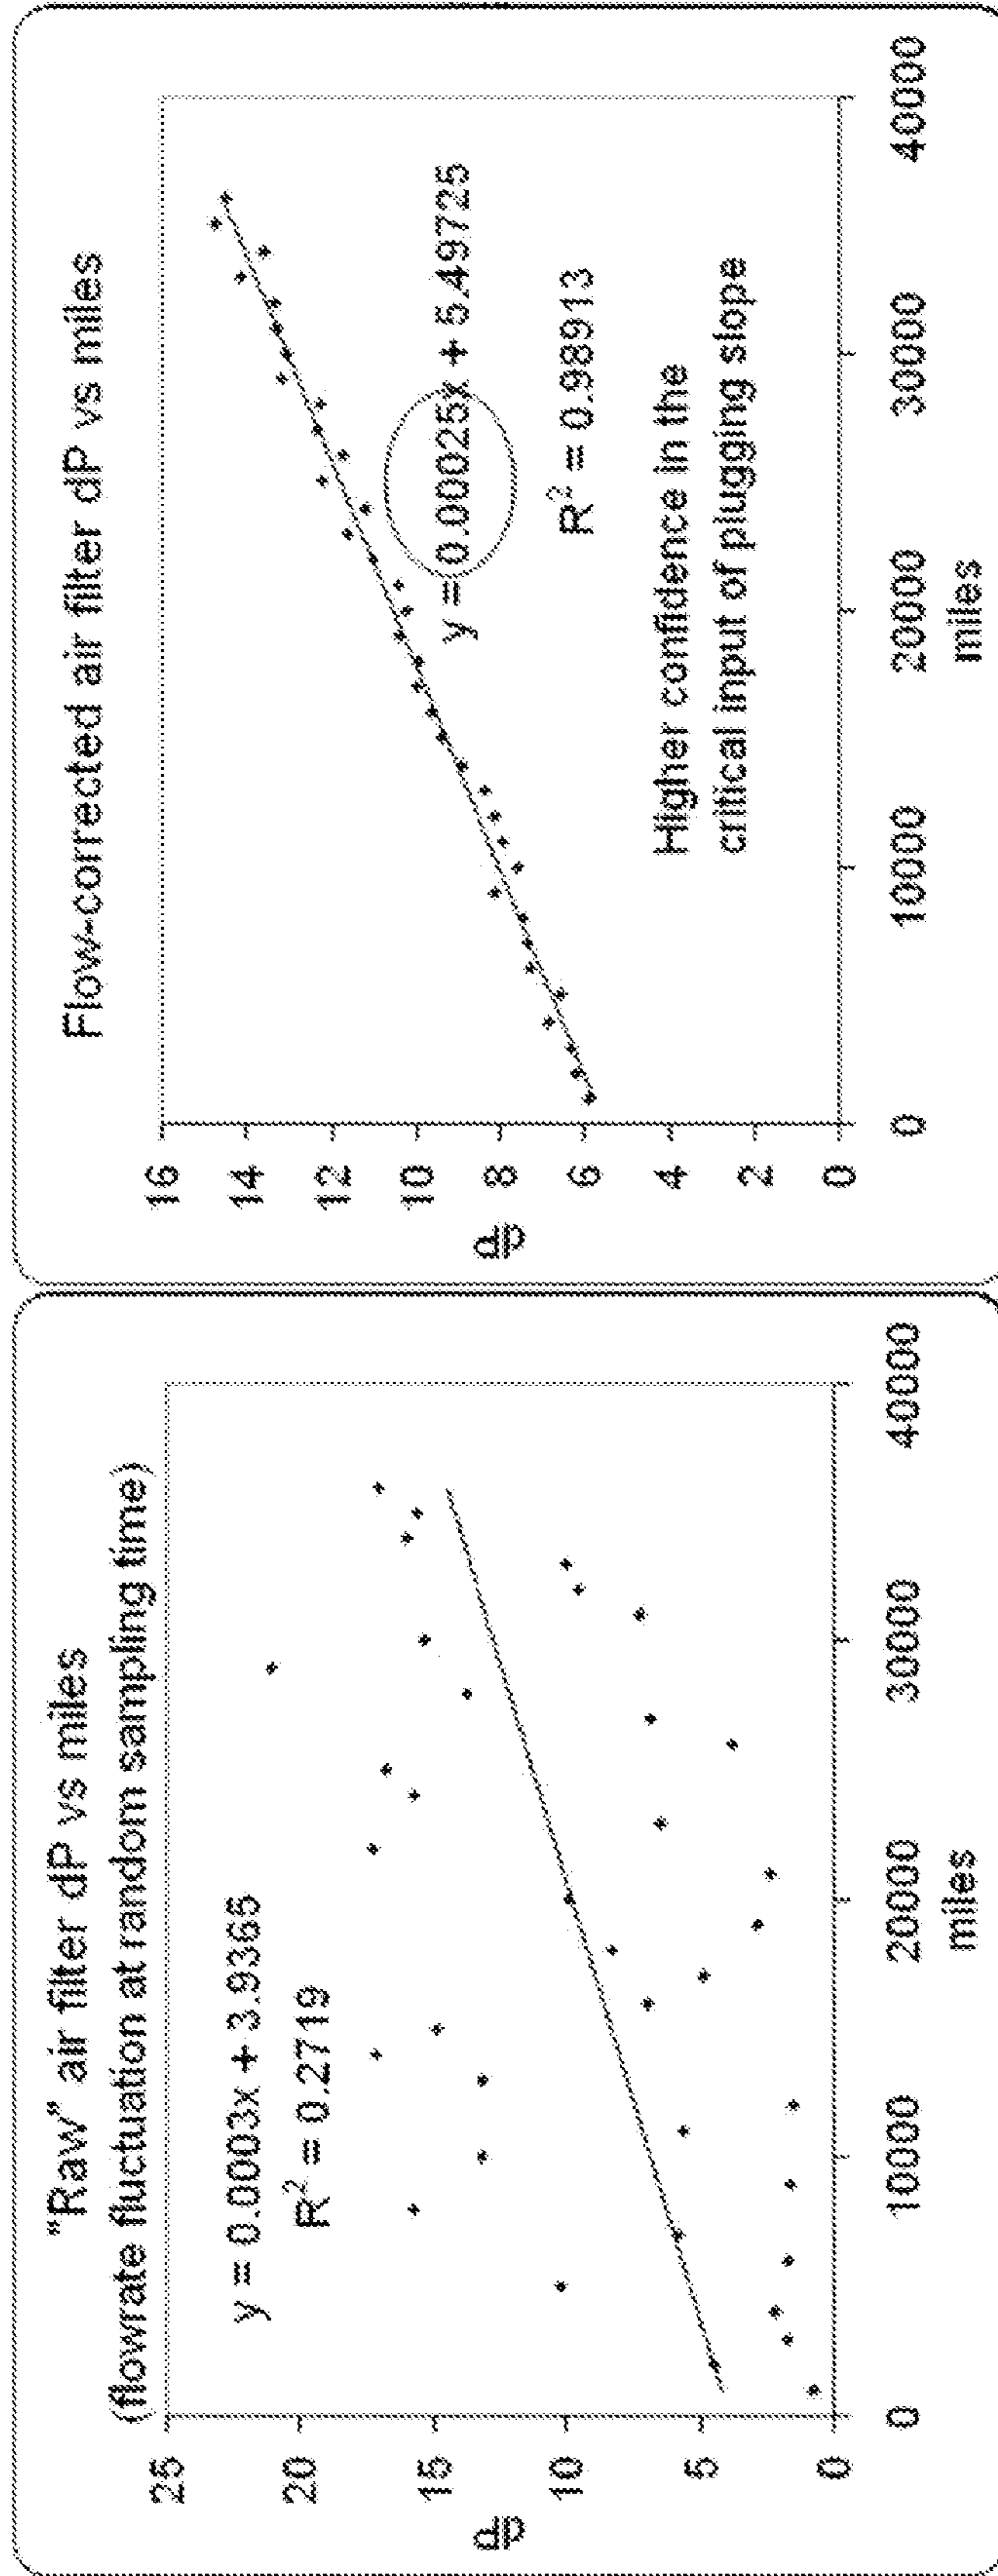 "Raw" air filter dP vs miles
(flowrate fluctuation at random sampling time)
y = 0.0003x + 3.9365
R² = 0.2719
25
20
15
10
5
0
dP
0
10000
20000
30000
40000
miles
Flow-corrected air filter dP vs miles
16
14
12
10
8
6
4
2
0
dP
y = 0.00025x + 5.49725
R² = 0.98913
Higher confidence in the
critical input of plugging slope
0
10000
20000
30000
40000
miles